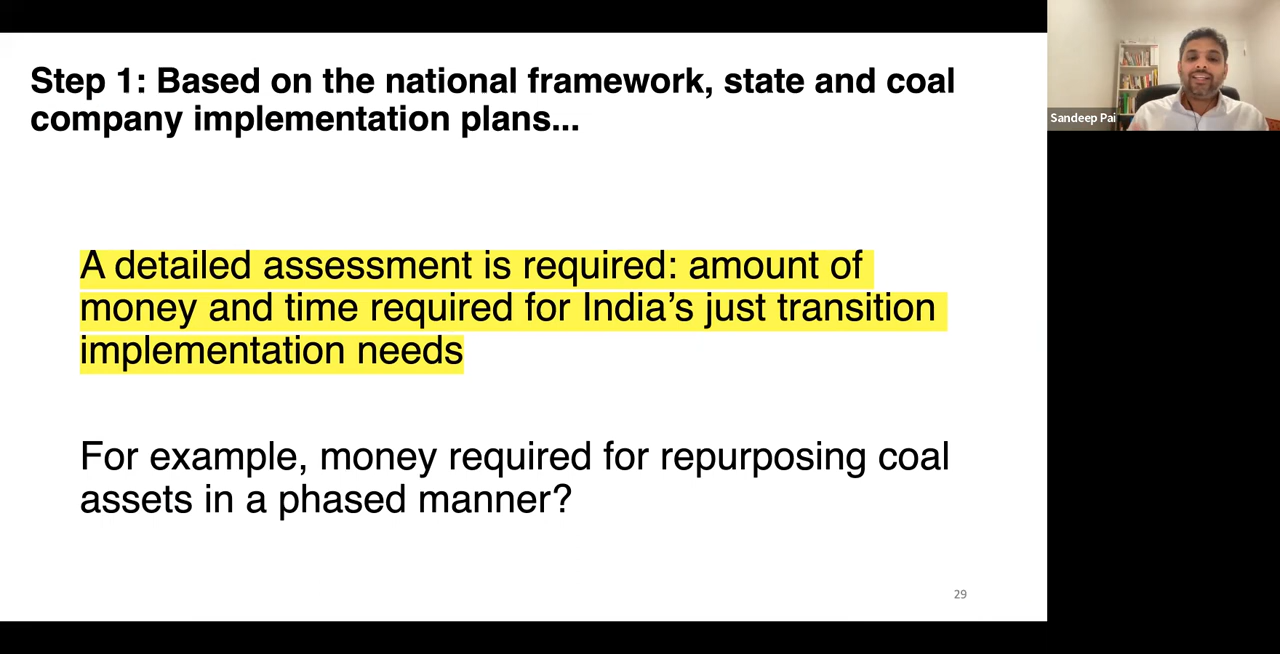 Step 1: Based on the national framework, state and coal
company implementation plans...
A detailed assessment is required: amount of
money and time required for India's just transition
implementation needs
For example, money required for repurposing coal
assets in a phased manner?
29
Sandeep Pai